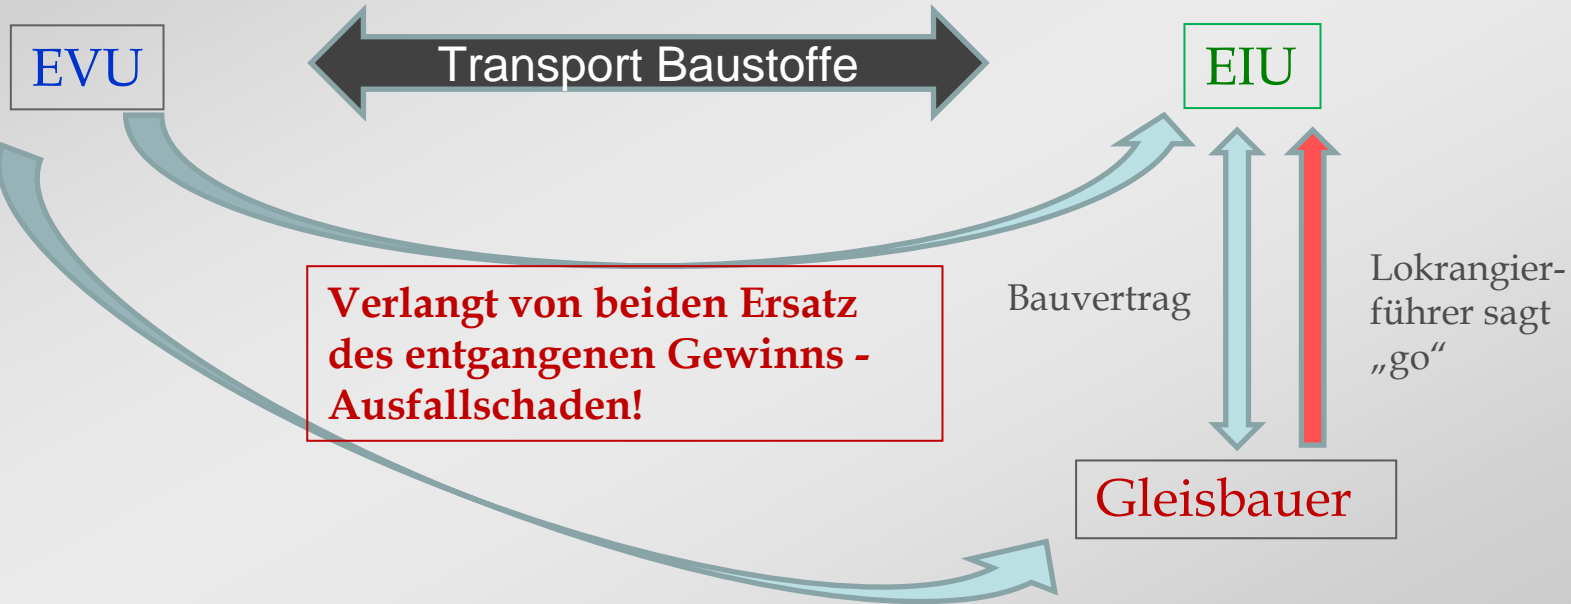 EVU
Transport Baustoffe
EIU
Verlangt von beiden Ersatz
des entgangenen Gewinns -
Ausfallschaden!
Bauvertrag
Lokrangier-
führer sagt
„go“
Gleisbauer